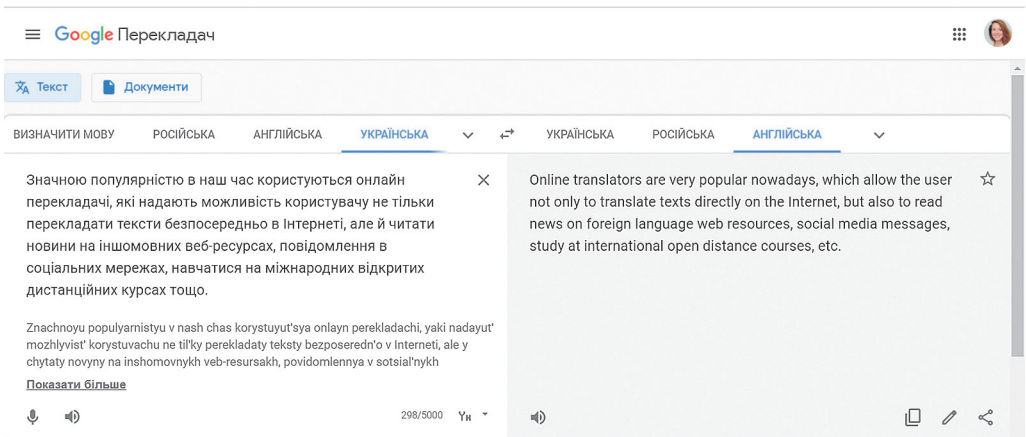 Google Перекладач
Текст
Документи
ВИЗНАЧИТИ МОВУ РОСІЙСЬКА АНГЛІЙСЬКА УКРАЇНСЬКА УКРАЇНСЬКА РОСІЙСЬКА АНГЛІЙСЬКА
Значною популярністю в наш час користуються онлайн
перекладачі, які надають можливість користувачу не тільки
перекладати тексти безпосередньо в Інтернеті, але й читати
новини на іншомовних веб-ресурсах, повідомлення в
соціальних мережах, навчатися на міжнародних відкритих
дистанційних курсах тощо.
Znachnoyu populyarnistyu v nash chas korystuyut'sya onlayn perekladachi, yaki nadayut'
mozhlyvist' korystuvachu ne til'ky perekladaty teksty bezposeredn'o v Interneti, ale y
chytaty novyny na inshomovnykh veb-resursakh, povidomlennya v sotsial'nykh
Показати більше
298/5000 Ун
Online translators are very popular nowadays, which allow the user
not only to translate texts directly on the Internet, but also to read
news on foreign language web resources, social media messages,
study at international open distance courses, etc.